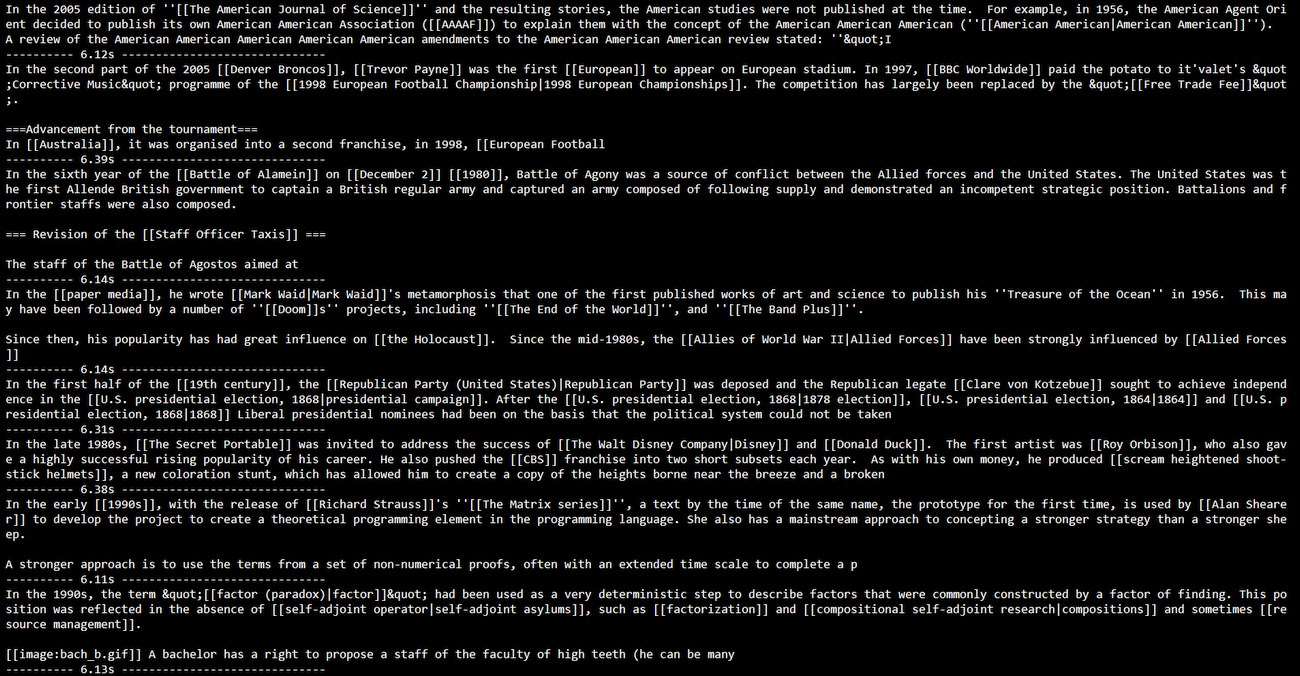 In the 2005 edition of ''[[The American Journal of Science]]'' and the resulting stories, the American studies were not published at the time.  For example, in 1956, the American Agent Ori
ent decided to publish its own American American Association ([[AAAAF]]) to explain them with the concept of the American American American American (''[[American American|American American]]'').
A review of the American American American American American American amendments to the American American American review stated: ''&quot;I
---------- 6.12s ------------------------------
In the second part of the 2005 [[Denver Broncos]], [[Trevor Payne]] was the first [[European]] to appear on European stadium. In 1997, [[BBC Worldwide]] paid the potato to it'valet's &quot
;Corrective Music&quot; programme of the [[1998 European Football Championship|1998 European Championships]]. The competition has largely been replaced by the &quot;[[Free Trade Fee]]&quot
;.
===Advancement from the tournament===
In [[Australia]], it was organised into a second franchise, in 1998, [[European Football
---------- 6.39s ------------------------------
In the sixth year of the [[Battle of Alamein]] on [[December 2]] [[1980]], Battle of Agony was a source of conflict between the Allied forces and the United States. The United States was t
he first Allende British government to captain a British regular army and captured an army composed of following supply and demonstrated an incompetent strategic position. Battalions and f
rontier staffs were also composed.
=== Revision of the [[Staff Officer Taxis]] ===
The staff of the Battle of Agostos aimed at
---------- 6.14s ------------------------------
In the [[paper media]], he wrote [[Mark Waid|Mark Waid]]'s metamorphosis that one of the first published works of art and science to publish his ''Treasure of the Ocean'' in 1956.  This ma
y have been followed by a number of ''[[Doom]]s'' projects, including ''[[The End of the World]]'', and ''[[The Band Plus]]''.
Since then, his popularity has had great influence on [[the Holocaust]].  Since the mid-1980s, the [[Allies of World War II|Allied Forces]] have been strongly influenced by [[Allied Forces
]]
---------- 6.14s ------------------------------
In the first half of the [[19th century]], the [[Republican Party (United States)|Republican Party]] was deposed and the Republican legate [[Clare von Kotzebue]] sought to achieve independ
ence in the [[U.S. presidential election, 1868|presidential campaign]]. After the [[U.S. presidential election, 1868|1878 election]], [[U.S. presidential election, 1864|1864]] and [[U.S. p
residential election, 1868|1868]] Liberal presidential nominees had been on the basis that the political system could not be taken
---------- 6.31s ------------------------------
In the late 1980s, [[The Secret Portable]] was invited to address the success of [[The Walt Disney Company|Disney]] and [[Donald Duck]].  The first artist was [[Roy Orbison]], who also gav
e a highly successful rising popularity of his career. He also pushed the [[CBS]] franchise into two short subsets each year.  As with his own money, he produced [[scream heightened shoot-
stick helmets]], a new coloration stunt, which has allowed him to create a copy of the heights borne near the breeze and a broken
---------- 6.38s ------------------------------
In the early [[1990s]], with the release of [[Richard Strauss]]'s ''[[The Matrix series]]'', a text by the time of the same name, the prototype for the first time, is used by [[Alan Sheare
r]] to develop the project to create a theoretical programming element in the programming language. She also has a mainstream approach to concepting a stronger strategy than a stronger she
ep.
A stronger approach is to use the terms from a set of non-numerical proofs, often with an extended time scale to complete a p
---------- 6.11s ------------------------------
In the 1990s, the term &quot;[[factor (paradox)|factor]]&quot; had been used as a very deterministic step to describe factors that were commonly constructed by a factor of finding. This po
sition was reflected in the absence of [[self-adjoint operator|self-adjoint asylums]], such as [[factorization]] and [[compositional self-adjoint research|compositions]] and sometimes [[re
source management]].
[[image:bach_b.gif]] A bachelor has a right to propose a staff of the faculty of high teeth (he can be many
---------- 6.13s ------------------------------